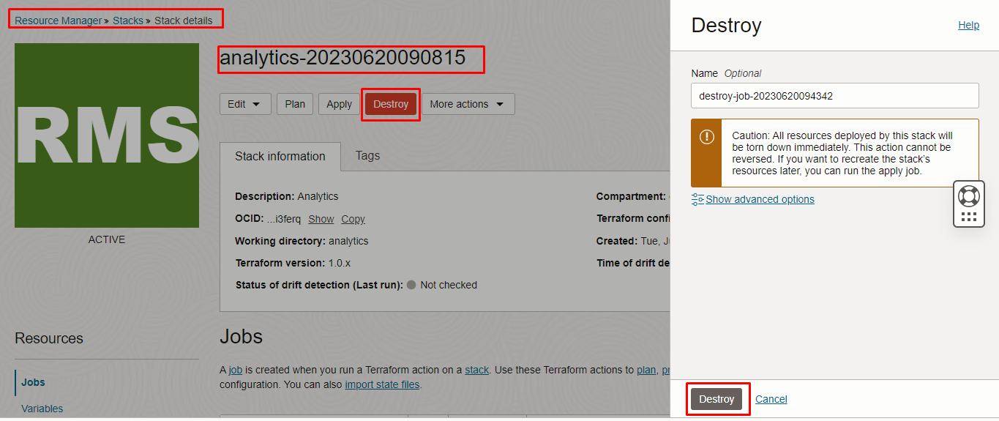 Resource Manager » Stacks » Stack details
RMS
ACTIVE
Resources
Jobs
Variables
analytics-20230620090815
Edit Plan Apply Destroy More actions
Stack information Tags
Description: Analytics
OCID: ...i3ferq Show Copy
Working directory: analytics
Terraform version: 1.0.x
Status of drift detection (Last run): Not checked
Compartment:
Terraform confi
Created: Tue, J
Time of drift de
Jobs
A job is created when you run a Terraform action on a stack. Use these Terraform actions to plan, pr
configuration. You can also import state files.
Destroy
Help
Name Optional
destroy-job-20230620094342
Caution: All resources deployed by this stack will
be torn down immediately. This action cannot be
reversed. If you want to recreate the stack's
resources later, you can run the apply job.
Show advanced options
Destroy Cancel